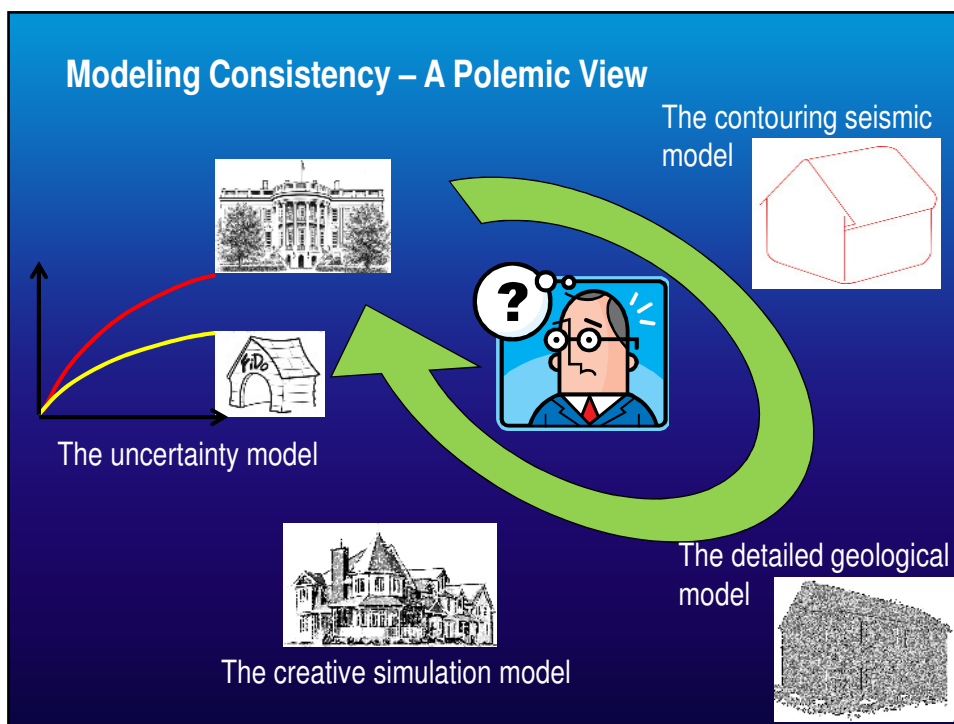 Modeling Consistency – A Polemic View
The contouring seismic
model
?
FiDo
The uncertainty model
The detailed geological
model
The creative simulation model